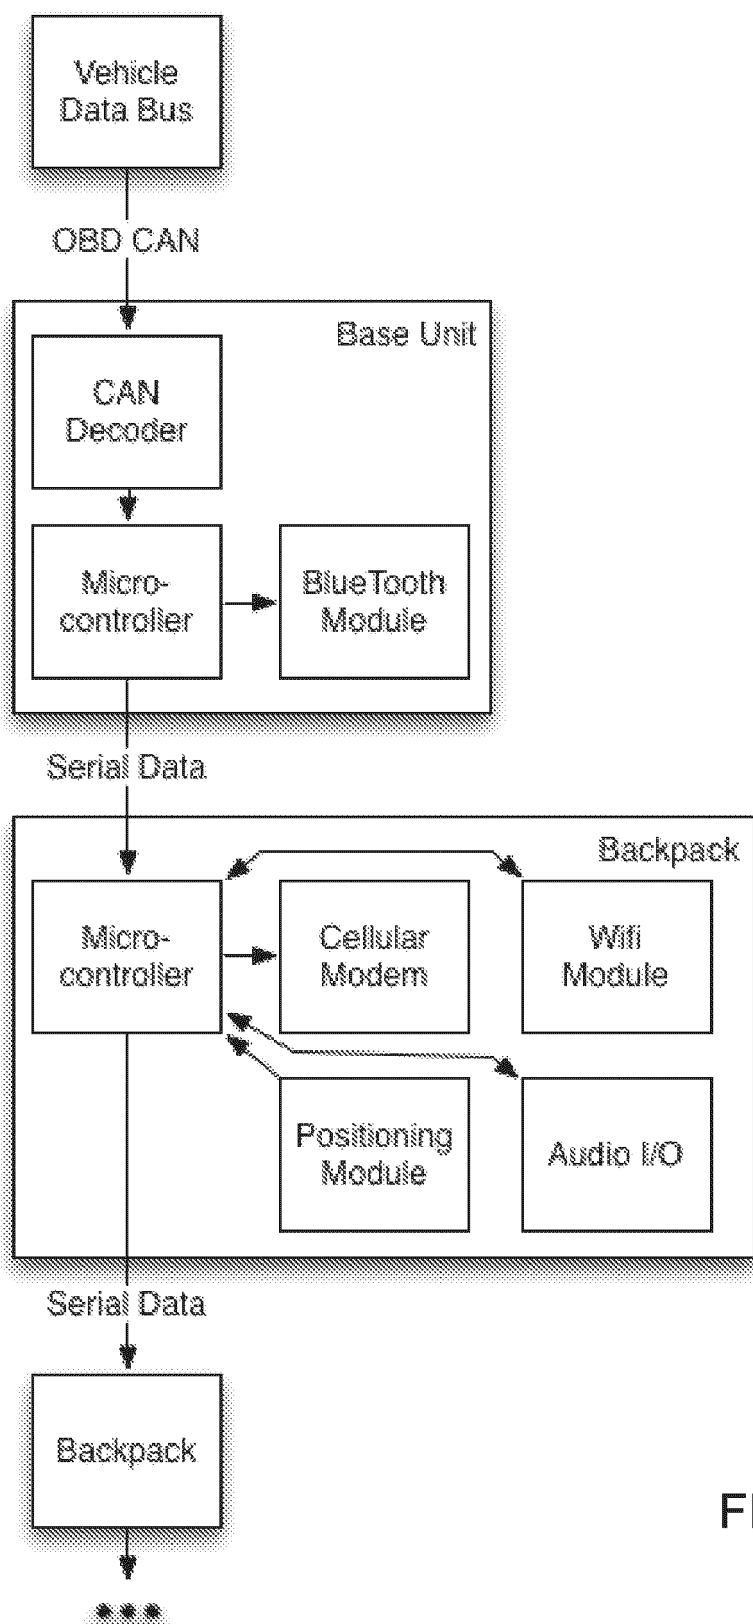 Vehicle
Data Bus
OBD CAN
Base Unit
CAN
Decoder
Micro-
controller
BlueTooth
Module
Serial Data
Backpack
Micro-
controller
Cellular
Modem
Wifi
Module
Positioning
Module
Audio I/O
Serial Data
Backpack